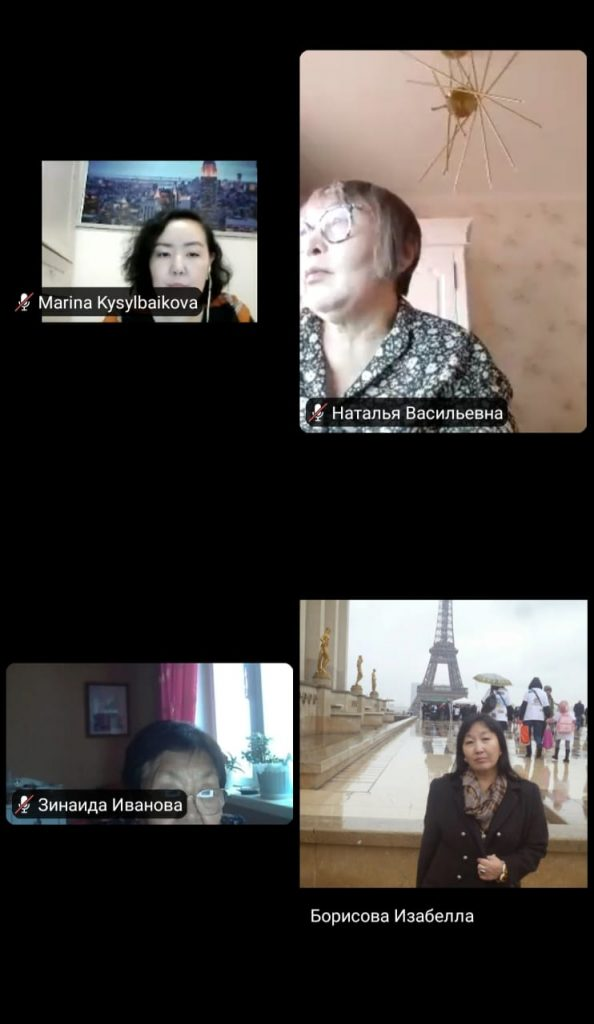 Marina Kysylbaikova
Наталья Васильевна
Зинаида Иванова
Борисова Изабелла